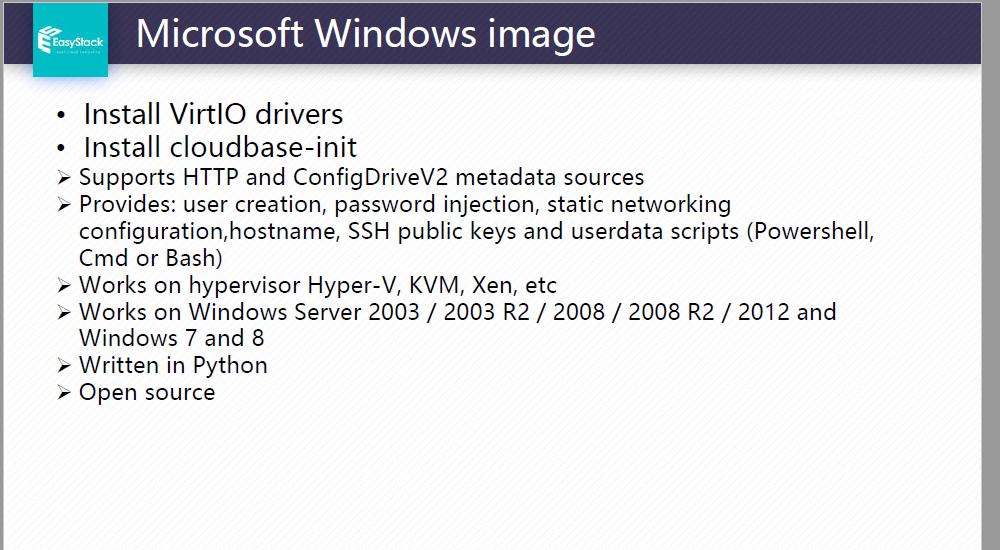 EasyStack
Microsoft Windows image
• Install VirtIO drivers
• Install cloudbase-init
➢ Supports HTTP and ConfigDriveV2 metadata sources
➢ Provides: user creation, password injection, static networking
configuration,hostname, SSH public keys and userdata scripts (Powershell,
Cmd or Bash)
➢ Works on hypervisor Hyper-V, KVM, Xen, etc
➢ Works on Windows Server 2003 / 2003 R2 / 2008 / 2008 R2 / 2012 and
Windows 7 and 8
➢ Written in Python
➢ Open source